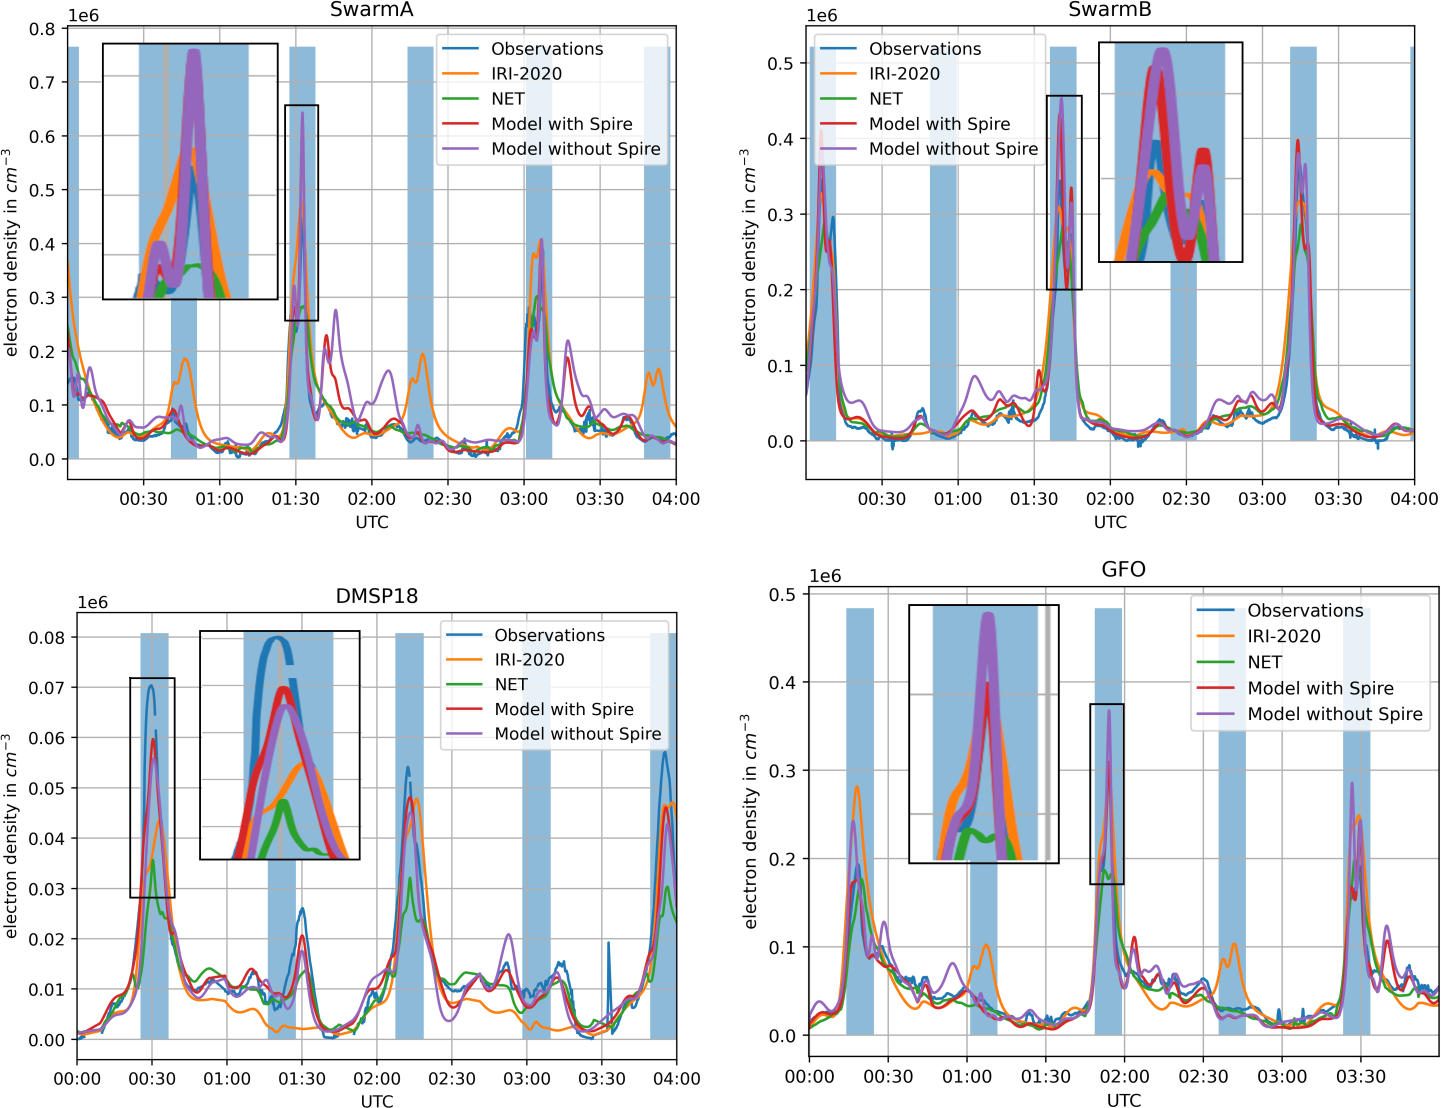 SwarmA
1e6
0.8
0.7
0.6
0.5
0.4
0.3
0.2
0.1
0.0
electron density in cm⁻³
Observations
IRI-2020
NET
Model with Spire
Model without Spire
00:30 01:00 01:30 02:00 02:30 03:00 03:30 04:00
UTC
SwarmB
1e6
0.5
0.4
0.3
0.2
0.1
0.0
electron density in cm⁻³
Observations
IRI-2020
NET
Model with Spire
Model without Spire
00:30 01:00 01:30 02:00 02:30 03:00 03:30 04:00
UTC
DMSP18
1e6
0.08
0.07
0.06
0.05
0.04
0.03
0.02
0.01
0.00
electron density in cm⁻³
Observations
IRI-2020
NET
Model with Spire
Model without Spire
00:00 00:30 01:00 01:30 02:00 02:30 03:00 03:30 04:00
UTC
GFO
1e6
0.5
0.4
0.3
0.2
0.1
0.0
electron density in cm⁻³
Observations
IRI-2020
NET
Model with Spire
Model without Spire
00:00 00:30 01:00 01:30 02:00 02:30 03:00 03:30
UTC